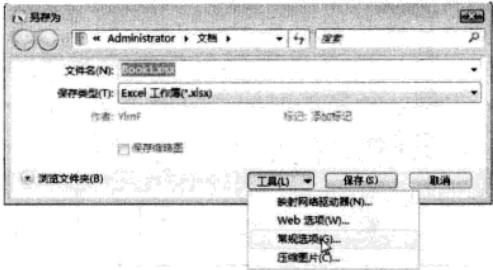 另存为
« Administrator ▸ 文档 ▸ 搜索
文件名(N): Book1.xlsx
保存类型(T): Excel 工作簿(*.xlsx)
作者: YlmF 标记: 添加标记
保存缩略图
浏览文件夹(B) 工具(L) 保存(S) 取消
映射网络驱动器(N)...
Web 选项(W)...
常规选项(G)...
压缩图片(C)...